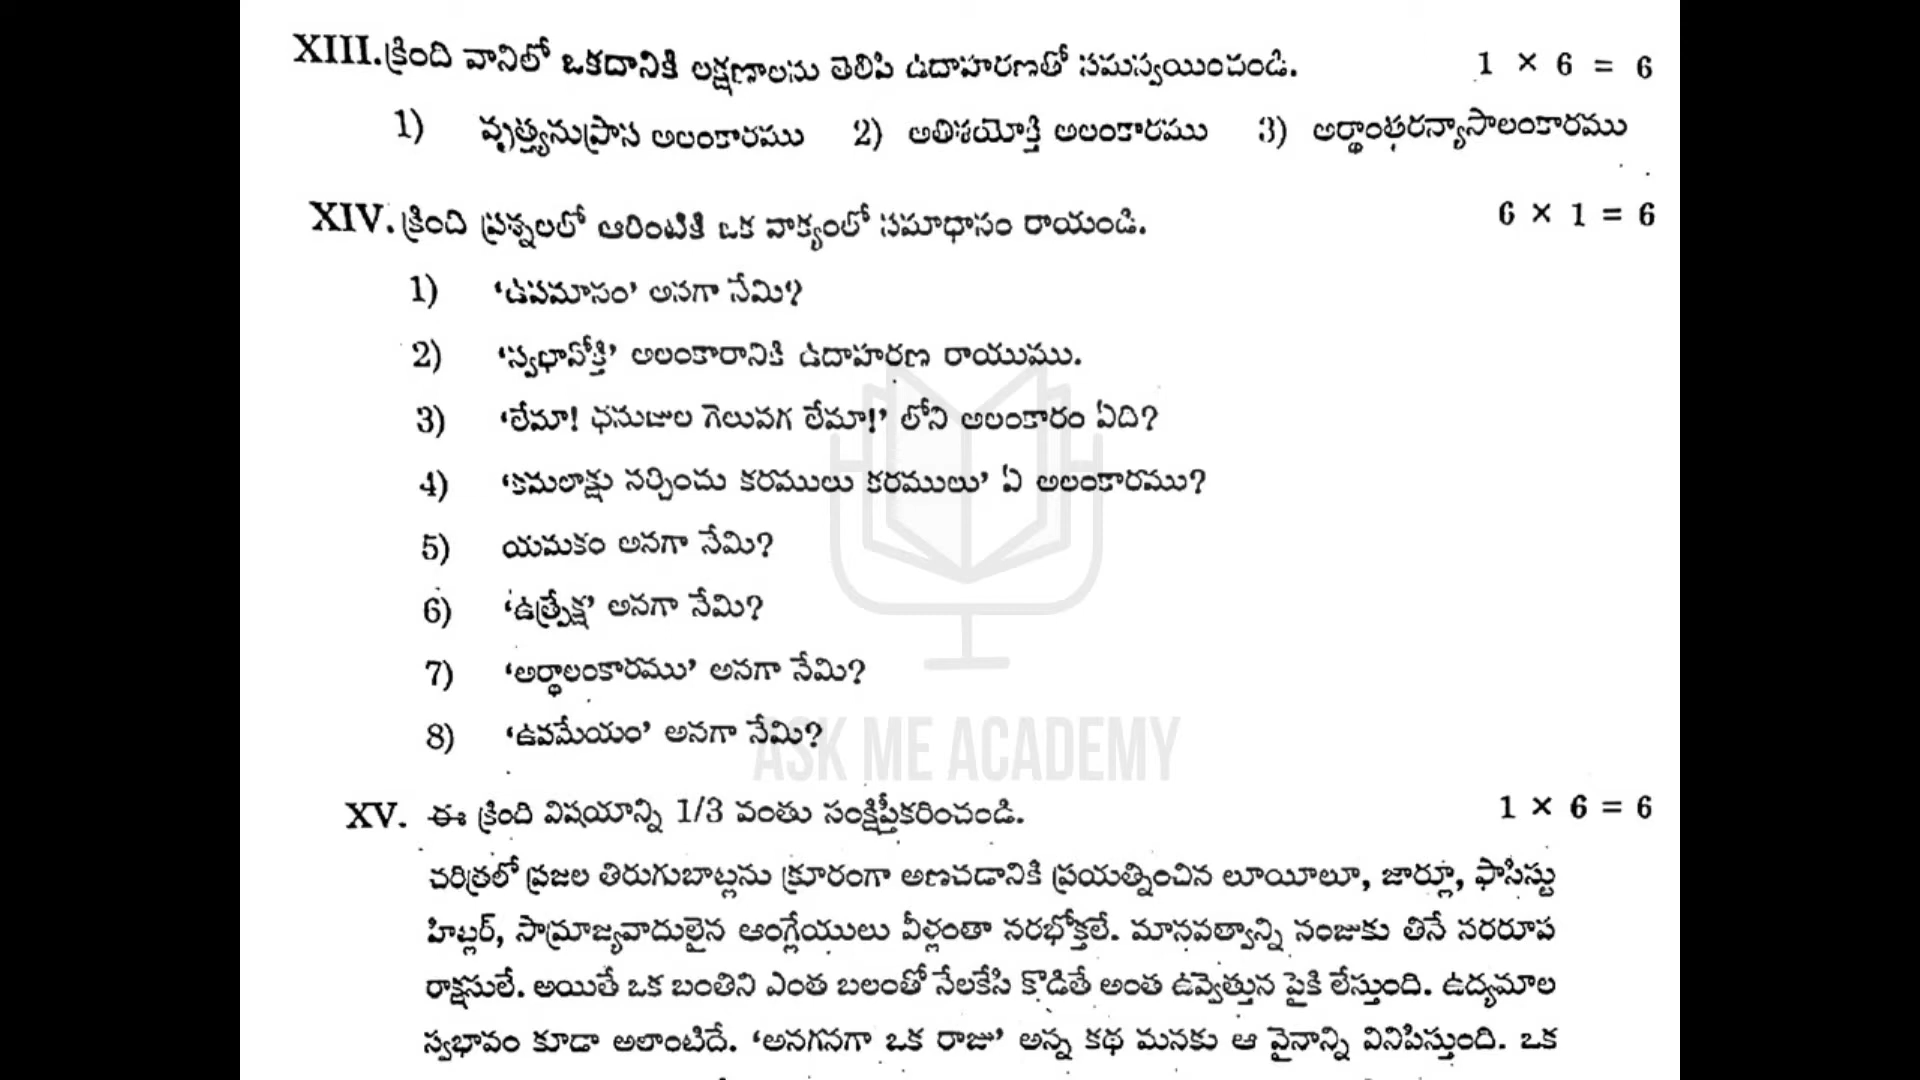 XIII. క్రింది వానిలో ఒకదానికి లక్షణాలను తెలిపి ఉదాహరణతో సమన్వయించండి. 1 × 6 = 6
1) వృత్త్యనుప్రాస అలంకారము 2) అతిశయోక్తి అలంకారము 3) అర్థాంతరన్యాసాలంకారము
XIV. క్రింది ప్రశ్నలలో ఆరింటికి ఒక వాక్యంలో సమాధానం రాయండి. 6 × 1 = 6
1) ‘ఉపమానం’ అనగా నేమి?
2) ‘స్వభావోక్తి’ అలంకారానికి ఉదాహరణ రాయుము.
3) ‘లేమా! ధనుజుల గెలువగ లేమా!’ లోని అలంకారం ఏది?
4) ‘కమలాక్షు నర్చించు కరములు కరములు’ ఏ అలంకారము?
5) యమకం అనగా నేమి?
6) ‘ఉత్ప్రేక్ష’ అనగా నేమి?
7) ‘అర్థాలంకారము’ అనగా నేమి?
8) ‘ఉపమేయం’ అనగా నేమి?
ASK ME ACADEMY
XV. ఈ క్రింది విషయాన్ని 1/3 వంతు సంక్షిప్తీకరించండి. 1 × 6 = 6
చరిత్రలో ప్రజల తిరుగుబాట్లను క్రూరంగా అణచడానికి ప్రయత్నించిన లూయీలూ, జార్లూ, ఫాసిస్టు
హిట్లర్, సామ్రాజ్యవాదులైన ఆంగ్లేయులు వీళ్లంతా నరభోక్తలే. మానవత్వాన్ని నంజుకు తినే నరరూప
రాక్షసులే. అయితే ఒక బంతిని ఎంత బలంతో నేలకేసి కొడితే అంత ఉవ్వెత్తున పైకి లేస్తుంది. ఉద్యమాల
స్వభావం కూడా అలాంటిదే. ‘అనగనగా ఒక రాజు’ అన్న కథ మనకు ఆ వైనాన్ని వినిపిస్తుంది. ఒక